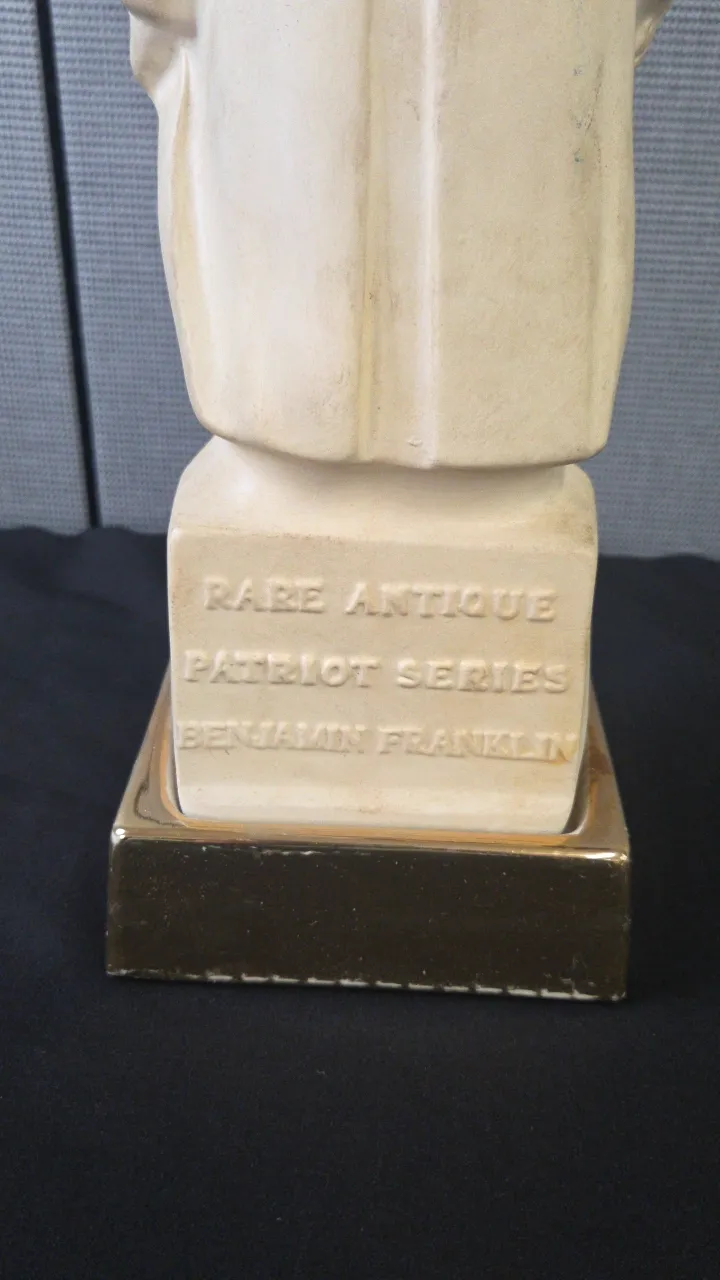 RARE ANTIQUE
PATRIOT SERIES
BENJAMIN FRANKLIN